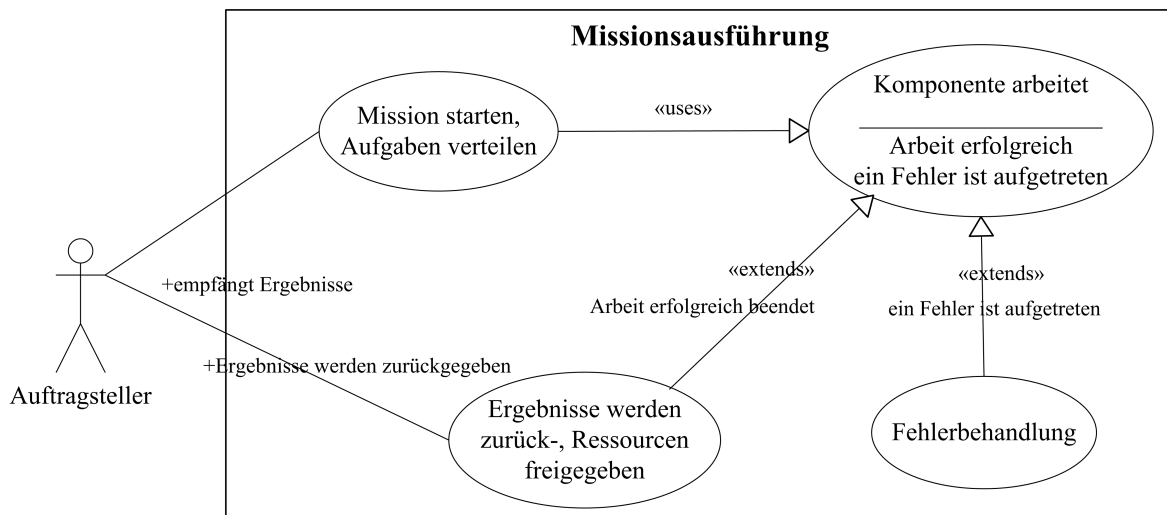 Missionsausführung
Mission starten,
Aufgaben verteilen
«uses»
Komponente arbeitet
Arbeit erfolgreich
ein Fehler ist aufgetreten
+empfängt Ergebnisse
«extends»
Arbeit erfolgreich beendet
«extends»
ein Fehler ist aufgetreten
+Ergebnisse werden zurückgegeben
Auftragsteller
Ergebnisse werden
zurück-, Ressourcen
freigegeben
Fehlerbehandlung